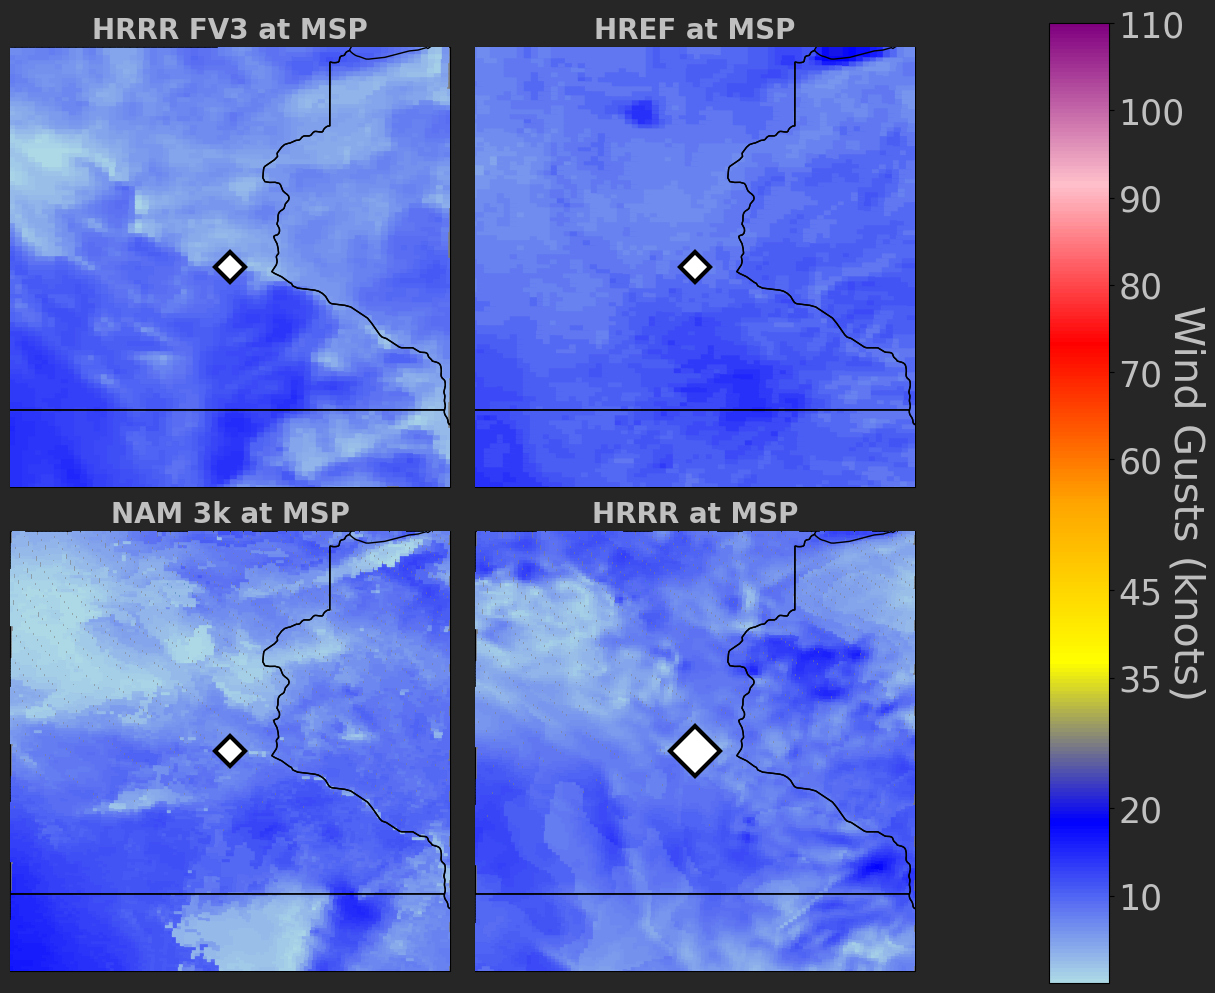 HRRR FV3 at MSP
HREF at MSP
NAM 3k at MSP
HRRR at MSP
110
100
90
80
70
60
45
35
20
10
Wind Gusts (knots)